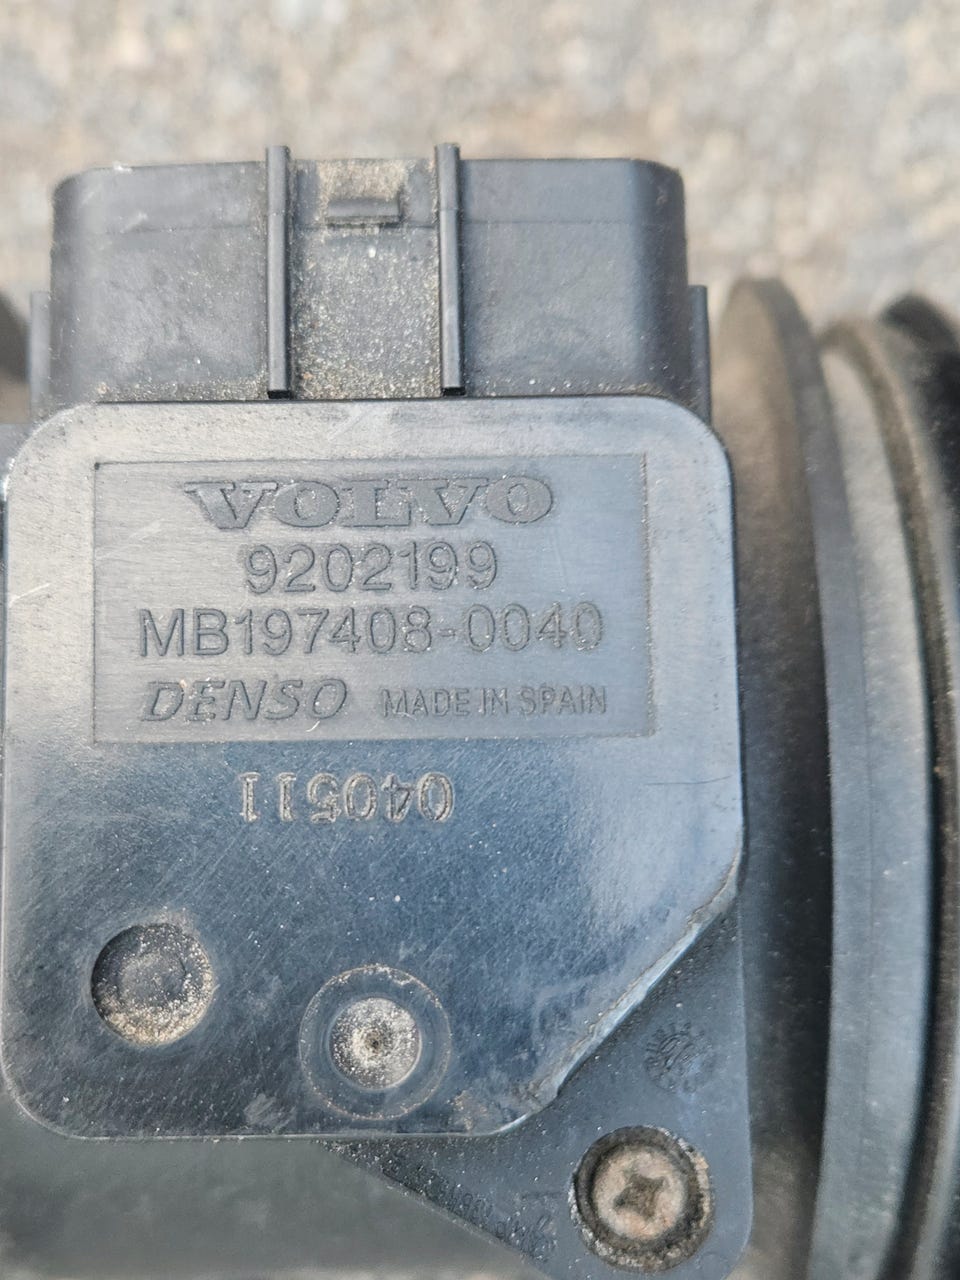 VOLVO
9202199
MB197408-0040
DENSO MADE IN SPAIN
040511